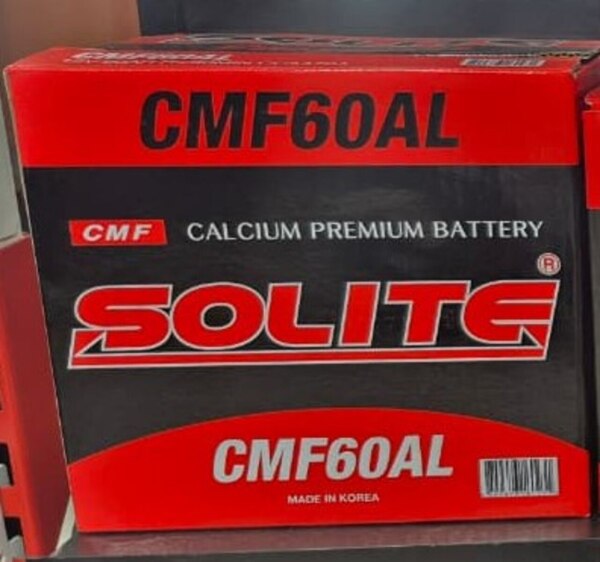 CMF60AL
CMF CALCIUM PREMIUM BATTERY
SOLITE ®
CMF60AL
MADE IN KOREA